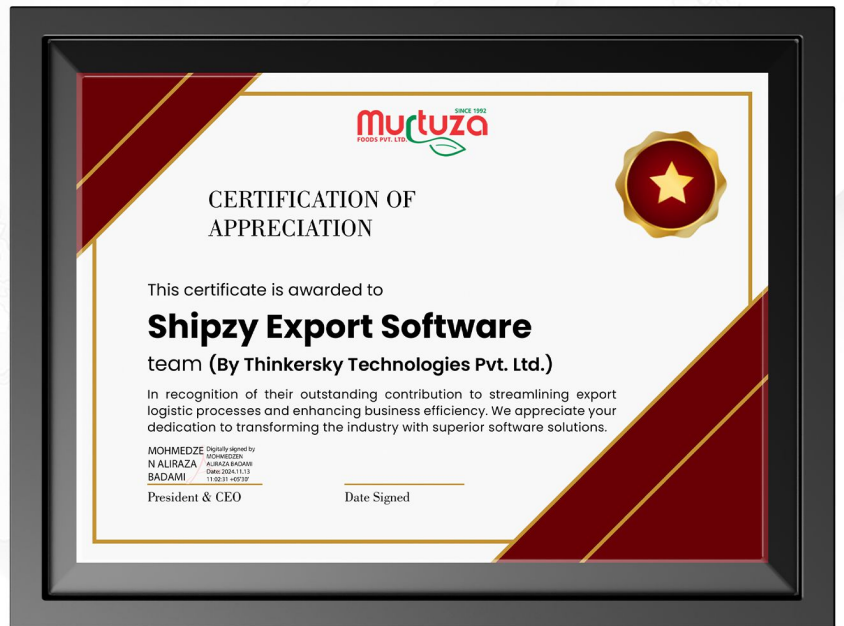 SINCE 1992
Murtuza
FOODS PVT. LTD.
CERTIFICATION OF
APPRECIATION
This certificate is awarded to
Shipzy Export Software
team (By Thinkersky Technologies Pvt. Ltd.)
In recognition of their outstanding contribution to streamlining export
logistic processes and enhancing business efficiency. We appreciate your
dedication to transforming the industry with superior software solutions.
MOHMEDZE
N ALIRAZA
BADAMI
Digitally signed by
MOHMEDZEN
ALIRAZA BADAMI
Date: 2024.11.13
11:02:31 +05'30'
President & CEO
Date Signed